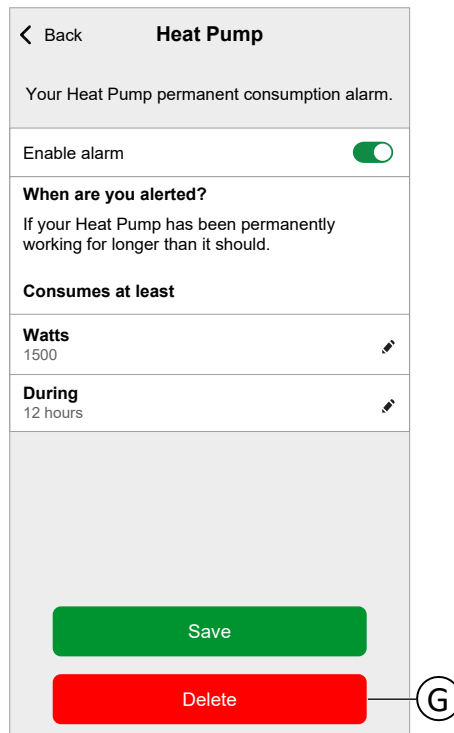 Back
Heat Pump
Your Heat Pump permanent consumption alarm.
Enable alarm
When are you alerted?
If your Heat Pump has been permanently
working for longer than it should.
Consumes at least
Watts
1500
During
12 hours
Save
Delete
G